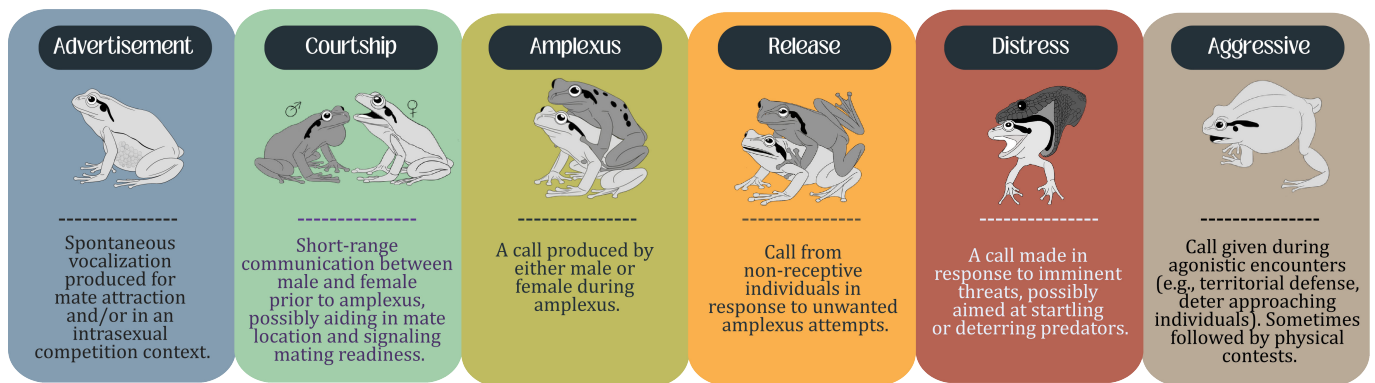 Advertisement
Spontaneous
vocalization
produced for
mate attraction
and/or in an
intrasexual
competition context.
Courtship
♂
♀
Short-range
communication between
male and female
prior to amplexus,
possibly aiding in mate
location and signaling
mating readiness.
Amplexus
A call produced by
either male or
female during
amplexus.
Release
Call from
non-receptive
individuals in
response to unwanted
amplexus attempts.
Distress
A call made in
response to imminent
threats, possibly
aimed at startling
or deterring predators.
Aggressive
Call given during
agonistic encounters
(e.g., territorial defense,
deter approaching
individuals). Sometimes
followed by physical
contests.